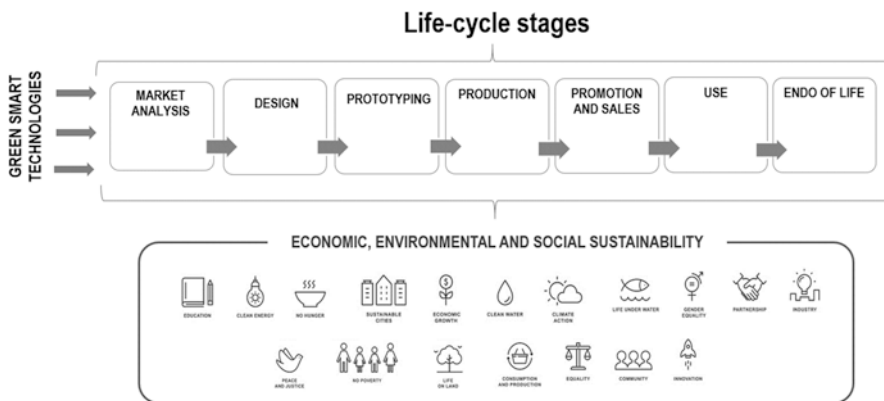 Life-cycle stages
GREEN SMART
TECHNOLOGIES
MARKET
ANALYSIS
DESIGN
PROTOTYPING
PRODUCTION
PROMOTION
AND SALES
USE
ENDO OF LIFE
ECONOMIC, ENVIRONMENTAL AND SOCIAL SUSTAINABILITY
$
EDUCATION
CLEAN ENERGY
NO HUNGER
SUSTAINABLE
CITIES
ECONOMIC
GROWTH
CLEAN WATER
CLIMATE
ACTION
LIFE UNDER WATER
GENDER
EQUALITY
PARTNERSHIP
INDUSTRY
PEACE
AND JUSTICE
NO POVERTY
LIFE
ON LAND
CONSUMPTION
AND PRODUCTION
EQUALITY
COMMUNITY
INNOVATION